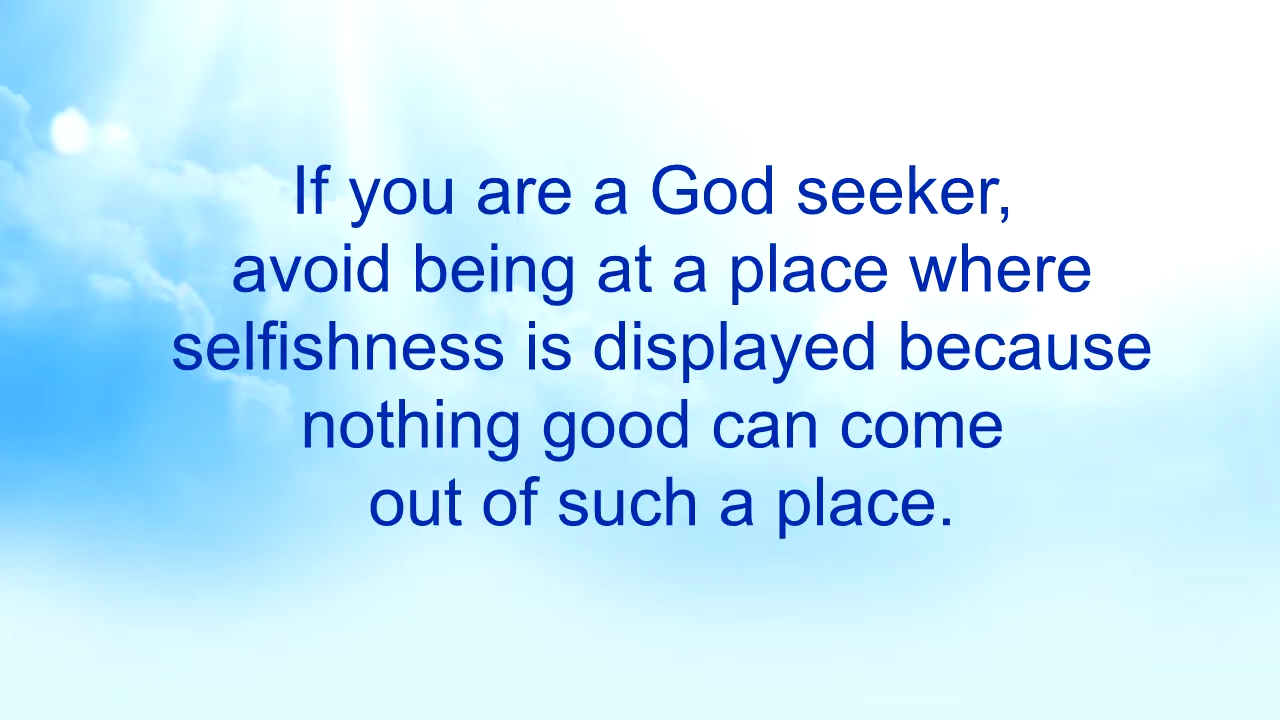 If you are a God seeker,
avoid being at a place where
selfishness is displayed because
nothing good can come
out of such a place.